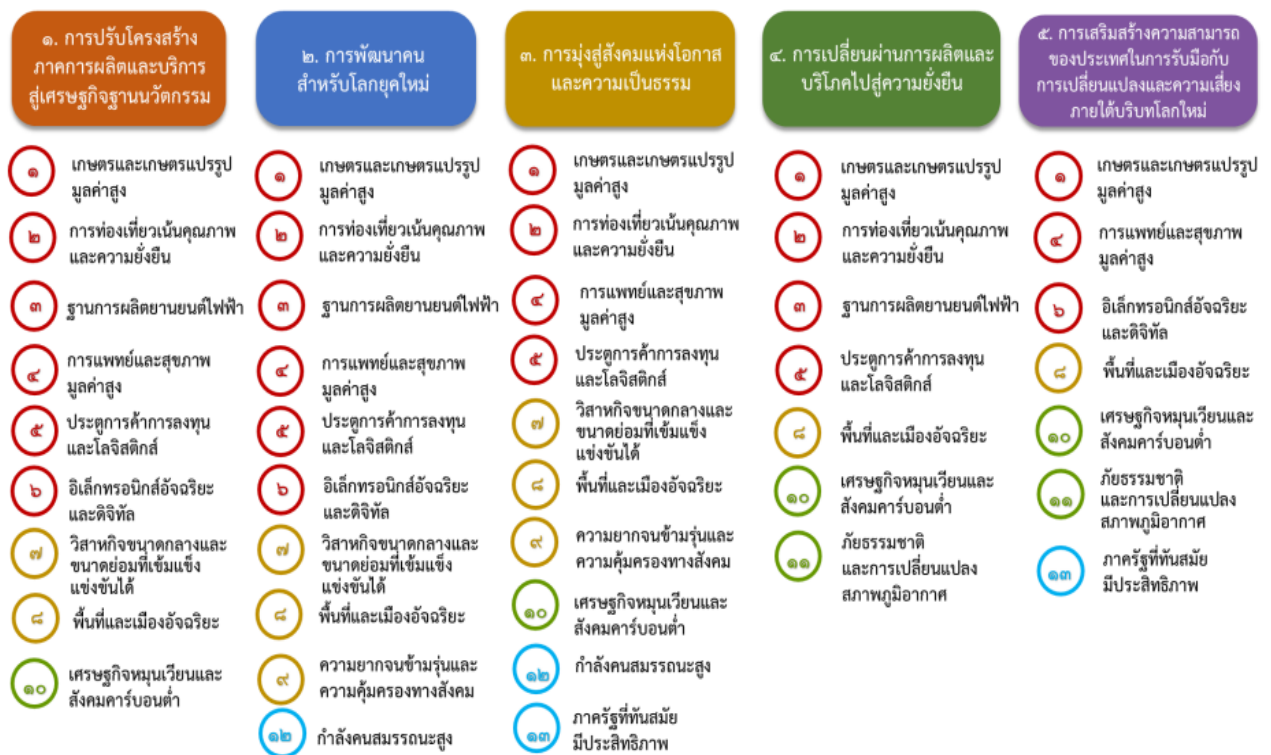 ๑. การปรับโครงสร้าง
ภาคการผลิตและบริการ
สู่เศรษฐกิจฐานนวัตกรรม
๑
เกษตรและเกษตรแปรรูป
มูลค่าสูง
๒
การท่องเที่ยวเน้นคุณภาพ
และความยั่งยืน
๓
ฐานการผลิตยานยนต์ไฟฟ้า
๔
การแพทย์และสุขภาพ
มูลค่าสูง
๕
ประตูการค้าการลงทุน
และโลจิสติกส์
๖
อิเล็กทรอนิกส์อัจฉริยะ
และดิจิทัล
๗
วิสาหกิจขนาดกลางและ
ขนาดย่อมที่เข้มแข็ง
แข่งขันได้
๘
พื้นที่และเมืองอัจฉริยะ
๑๐
เศรษฐกิจหมุนเวียนและ
สังคมคาร์บอนต่ำ
๒. การพัฒนาคน
สำหรับโลกยุคใหม่
๑
เกษตรและเกษตรแปรรูป
มูลค่าสูง
๒
การท่องเที่ยวเน้นคุณภาพ
และความยั่งยืน
๓
ฐานการผลิตยานยนต์ไฟฟ้า
๔
การแพทย์และสุขภาพ
มูลค่าสูง
๕
ประตูการค้าการลงทุน
และโลจิสติกส์
๖
อิเล็กทรอนิกส์อัจฉริยะ
และดิจิทัล
๗
วิสาหกิจขนาดกลางและ
ขนาดย่อมที่เข้มแข็ง
แข่งขันได้
๘
พื้นที่และเมืองอัจฉริยะ
๙
ความยากจนข้ามรุ่นและ
ความคุ้มครองทางสังคม
๑๒
กำลังคนสมรรถนะสูง
๓. การมุ่งสู่สังคมแห่งโอกาส
และความเป็นธรรม
๑
เกษตรและเกษตรแปรรูป
มูลค่าสูง
๒
การท่องเที่ยวเน้นคุณภาพ
และความยั่งยืน
๔
การแพทย์และสุขภาพ
มูลค่าสูง
๕
ประตูการค้าการลงทุน
และโลจิสติกส์
๗
วิสาหกิจขนาดกลางและ
ขนาดย่อมที่เข้มแข็ง
แข่งขันได้
๘
พื้นที่และเมืองอัจฉริยะ
๙
ความยากจนข้ามรุ่นและ
ความคุ้มครองทางสังคม
๑๐
เศรษฐกิจหมุนเวียนและ
สังคมคาร์บอนต่ำ
๑๒
กำลังคนสมรรถนะสูง
๑๓
ภาครัฐที่ทันสมัย
มีประสิทธิภาพ
๔. การเปลี่ยนผ่านการผลิตและ
บริโภคไปสู่ความยั่งยืน
๑
เกษตรและเกษตรแปรรูป
มูลค่าสูง
๒
การท่องเที่ยวเน้นคุณภาพ
และความยั่งยืน
๓
ฐานการผลิตยานยนต์ไฟฟ้า
๕
ประตูการค้าการลงทุน
และโลจิสติกส์
๘
พื้นที่และเมืองอัจฉริยะ
๑๐
เศรษฐกิจหมุนเวียนและ
สังคมคาร์บอนต่ำ
๑๑
ภัยธรรมชาติ
และการเปลี่ยนแปลง
สภาพภูมิอากาศ
๕. การเสริมสร้างความสามารถ
ของประเทศในการรับมือกับ
การเปลี่ยนแปลงและความเสี่ยง
ภายใต้บริบทโลกใหม่
๑
เกษตรและเกษตรแปรรูป
มูลค่าสูง
๔
การแพทย์และสุขภาพ
มูลค่าสูง
๖
อิเล็กทรอนิกส์อัจฉริยะ
และดิจิทัล
๘
พื้นที่และเมืองอัจฉริยะ
๑๐
เศรษฐกิจหมุนเวียนและ
สังคมคาร์บอนต่ำ
๑๑
ภัยธรรมชาติ
และการเปลี่ยนแปลง
สภาพภูมิอากาศ
๑๓
ภาครัฐที่ทันสมัย
มีประสิทธิภาพ